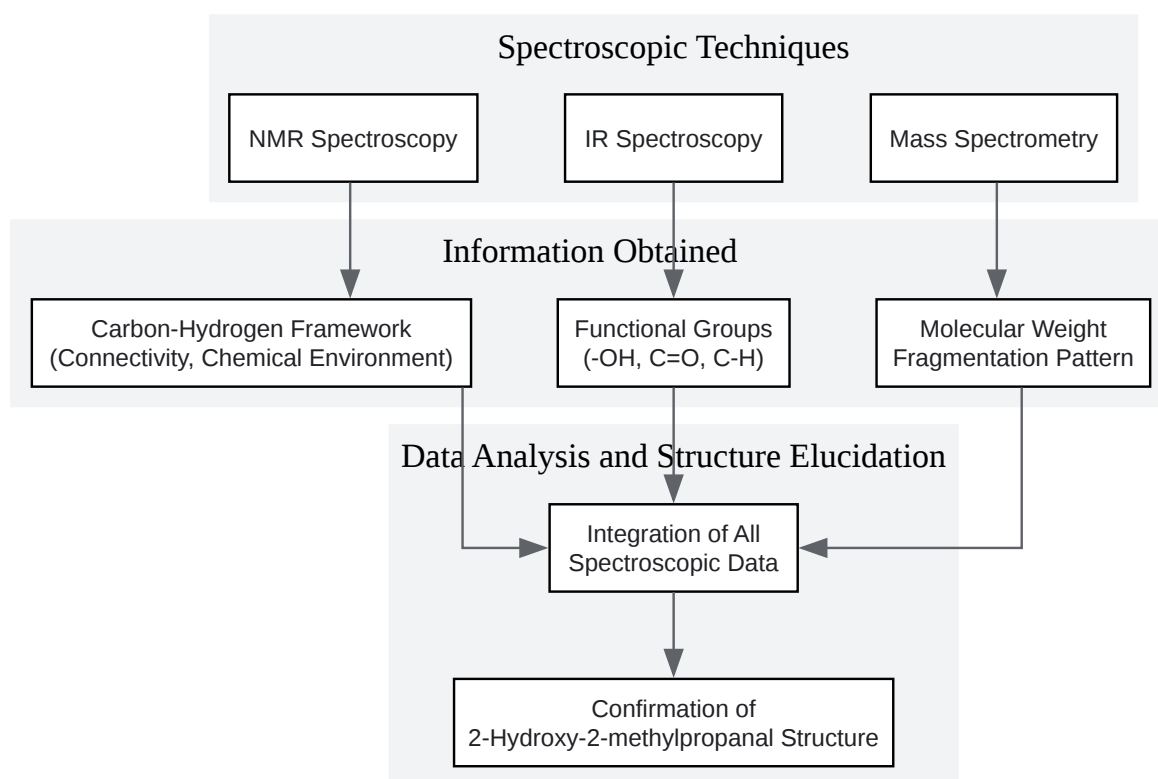 Spectroscopic Techniques
NMR Spectroscopy
IR Spectroscopy
Mass Spectrometry
Information Obtained
Carbon-Hydrogen Framework
(Connectivity, Chemical Environment)
Functional Groups
(-OH, C=O, C-H)
Molecular Weight
Fragmentation Pattern
Data Analysis and Structure Elucidation
Integration of All
Spectroscopic Data
Confirmation of
2-Hydroxy-2-methylpropanal Structure